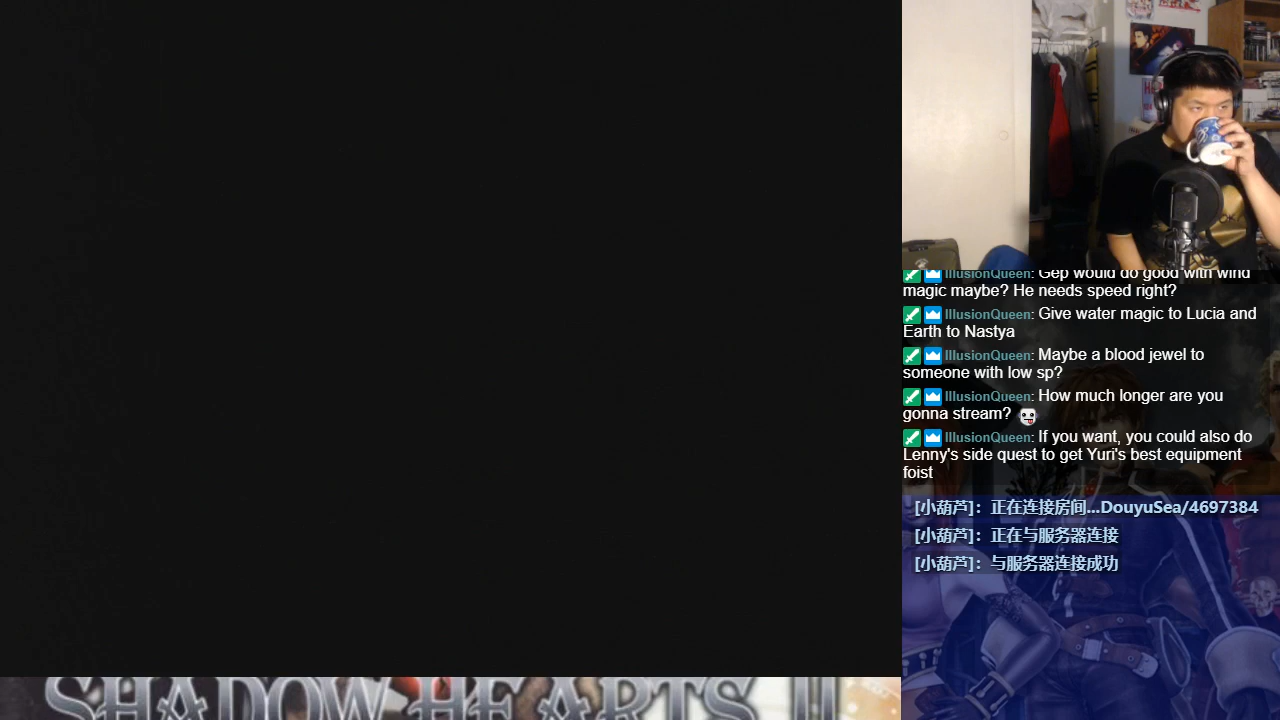 IllusionQueen: Gep would do good with wind
magic maybe? He needs speed right?
IllusionQueen: Give water magic to Lucia and
Earth to Nastya
IllusionQueen: Maybe a blood jewel to
someone with low sp?
IllusionQueen: How much longer are you
gonna stream?
IllusionQueen: If you want, you could also do
Lenny's side quest to get Yuri's best equipment
foist
[小葫芦]: 正在连接房间...DouyuSea/4697384
[小葫芦]: 正在与服务器连接
[小葫芦]: 与服务器连接成功
SHADOW HEARTS II